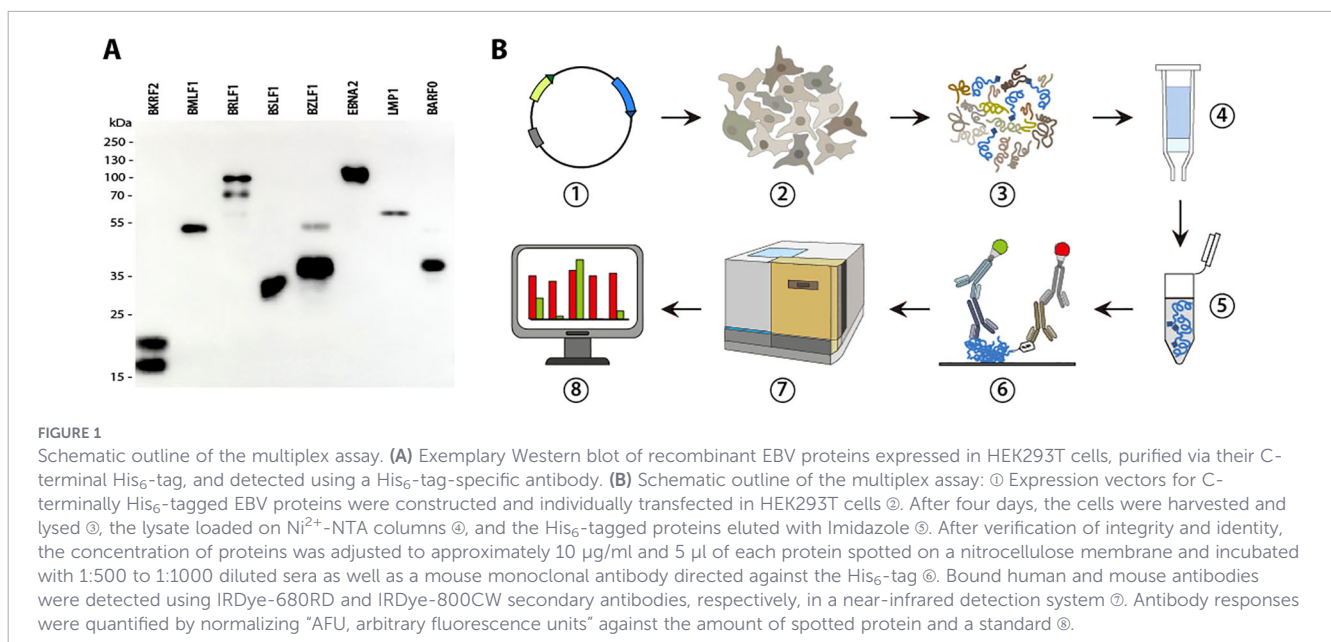 A
B
BKRF2
BMLF1
BRLF1
BSLF1
BZLF1
EBNA2
LMP1
BARF0
kDa
250 -
130 -
100 -
70 -
55 -
35 -
25 -
15 -
①
②
③
④
⑤
⑥
⑦
⑧
FIGURE 1
Schematic outline of the multiplex assay. (A) Exemplary Western blot of recombinant EBV proteins expressed in HEK293T cells, purified via their C-
terminal His₆-tag, and detected using a His₆-tag-specific antibody. (B) Schematic outline of the multiplex assay: ① Expression vectors for C-
terminally His₆-tagged EBV proteins were constructed and individually transfected in HEK293T cells ②. After four days, the cells were harvested and
lysed ③, the lysate loaded on Ni²⁺-NTA columns ④, and the His₆-tagged proteins eluted with Imidazole ⑤. After verification of integrity and identity,
the concentration of proteins was adjusted to approximately 10 µg/ml and 5 µl of each protein spotted on a nitrocellulose membrane and incubated
with 1:500 to 1:1000 diluted sera as well as a mouse monoclonal antibody directed against the His₆-tag ⑥. Bound human and mouse antibodies
were detected using IRDye-680RD and IRDye-800CW secondary antibodies, respectively, in a near-infrared detection system ⑦. Antibody responses
were quantified by normalizing “AFU, arbitrary fluorescence units“ against the amount of spotted protein and a standard ⑧.